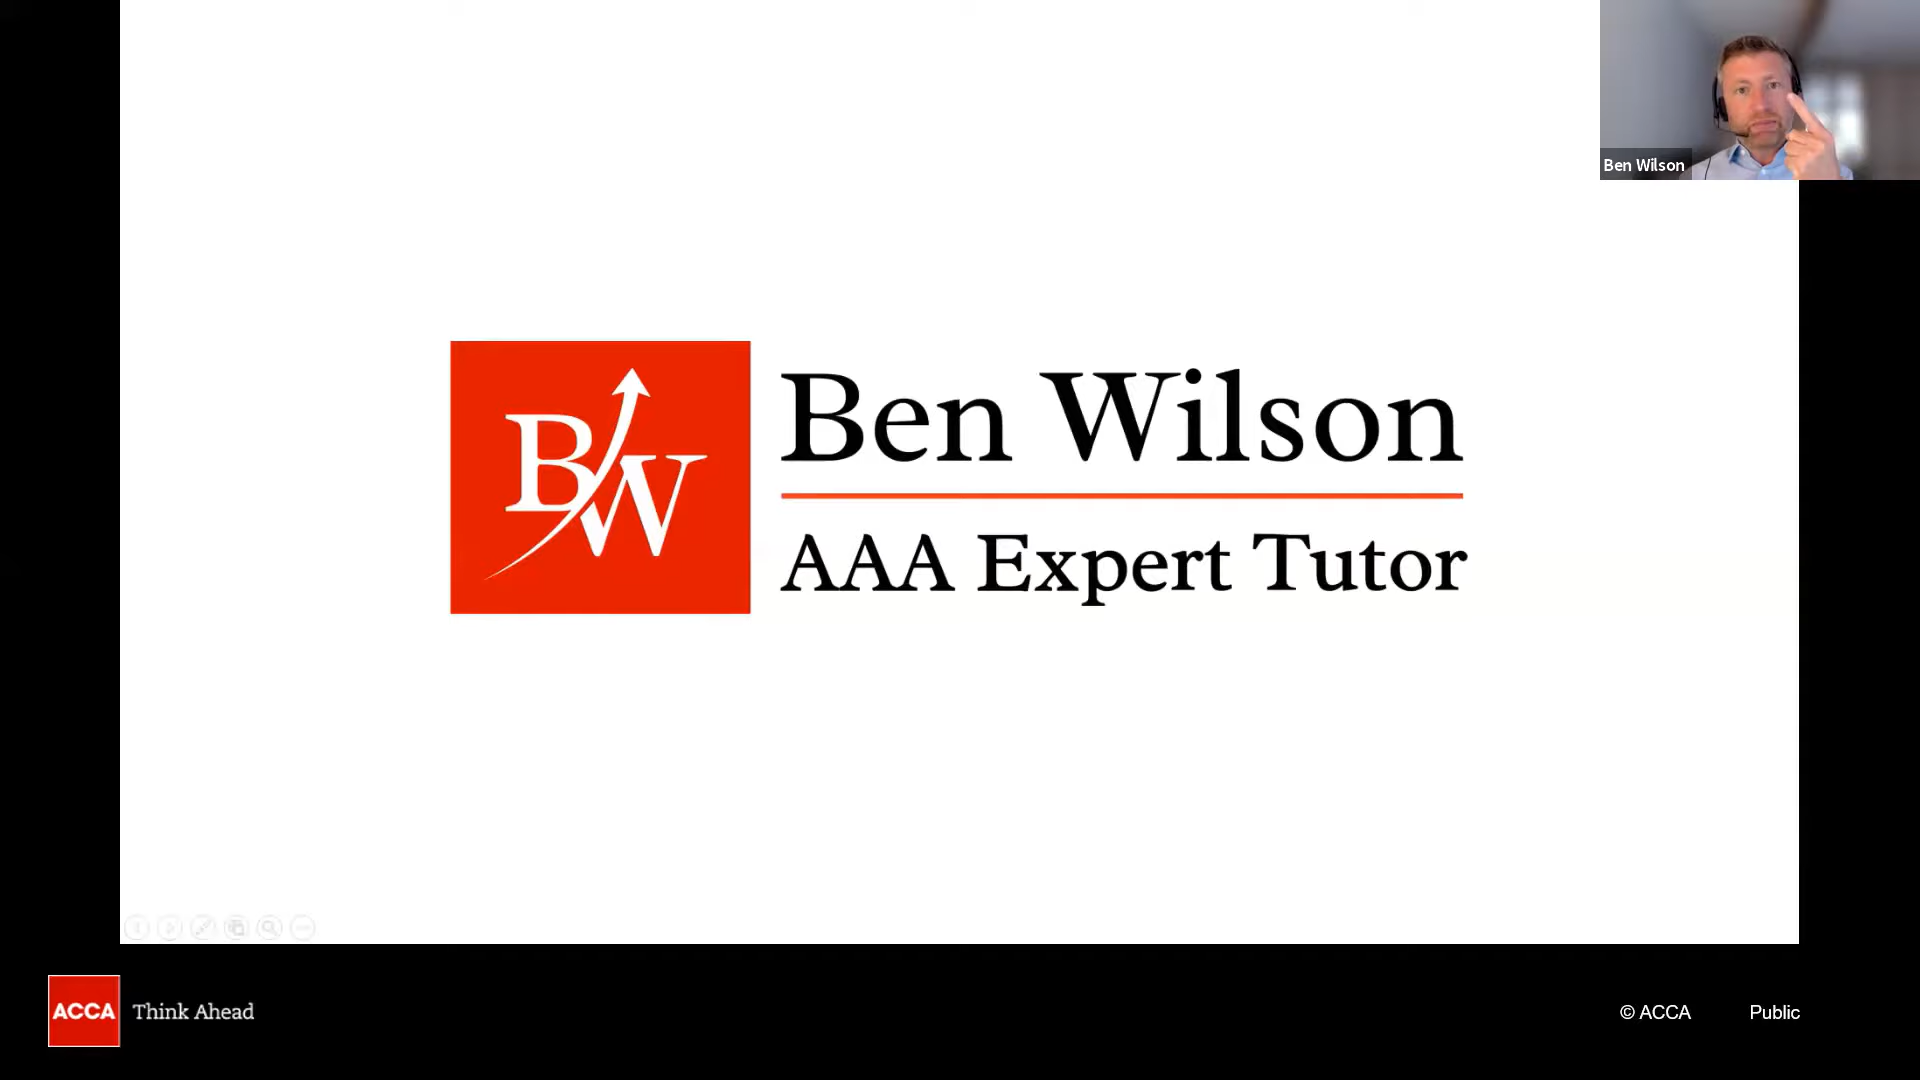 Ben Wilson
BW
Ben Wilson
AAA Expert Tutor
ACCA
Think Ahead
© ACCA
Public